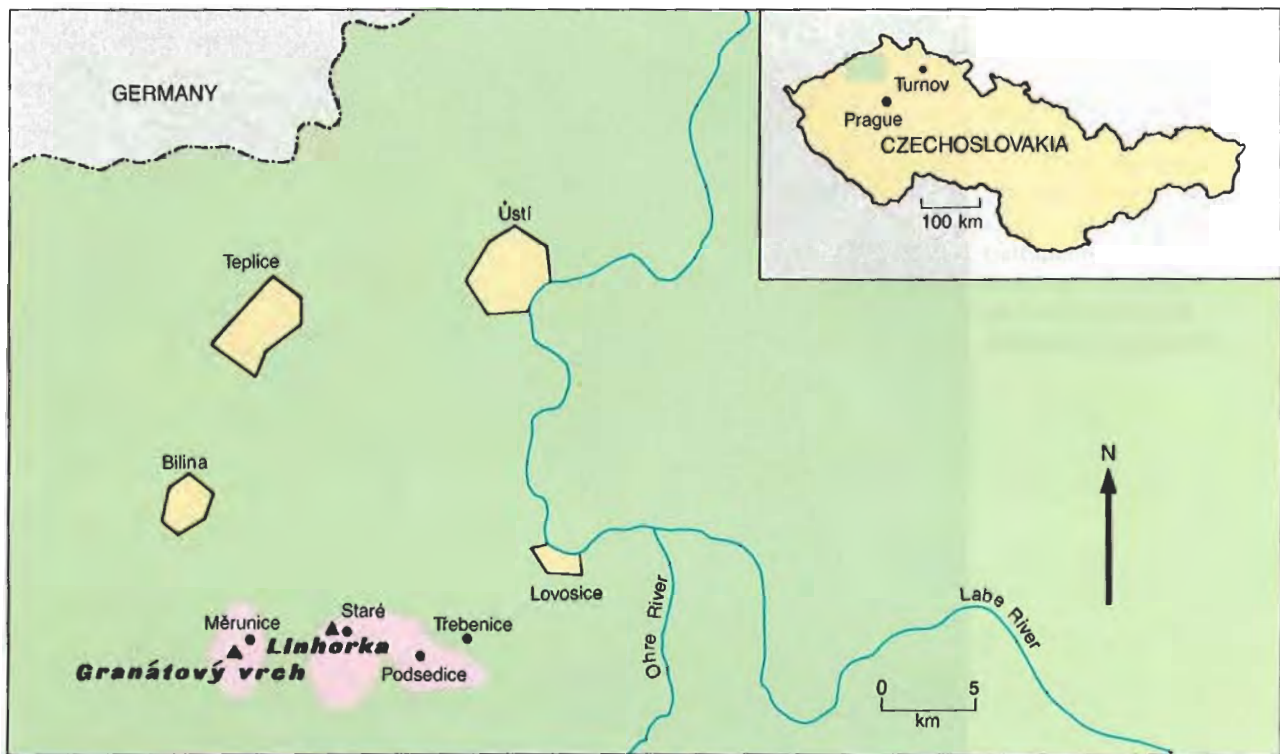 GERMANY
Turnov
Prague
CZECHOSLOVAKIA
100 km
Ústí
Teplice
Bilina
N
Lovosice
Ohre River
Labe River
Měrunice
Staré
Třebenice
Linhorka
Granátový vrch
Podsedice
0 5
km